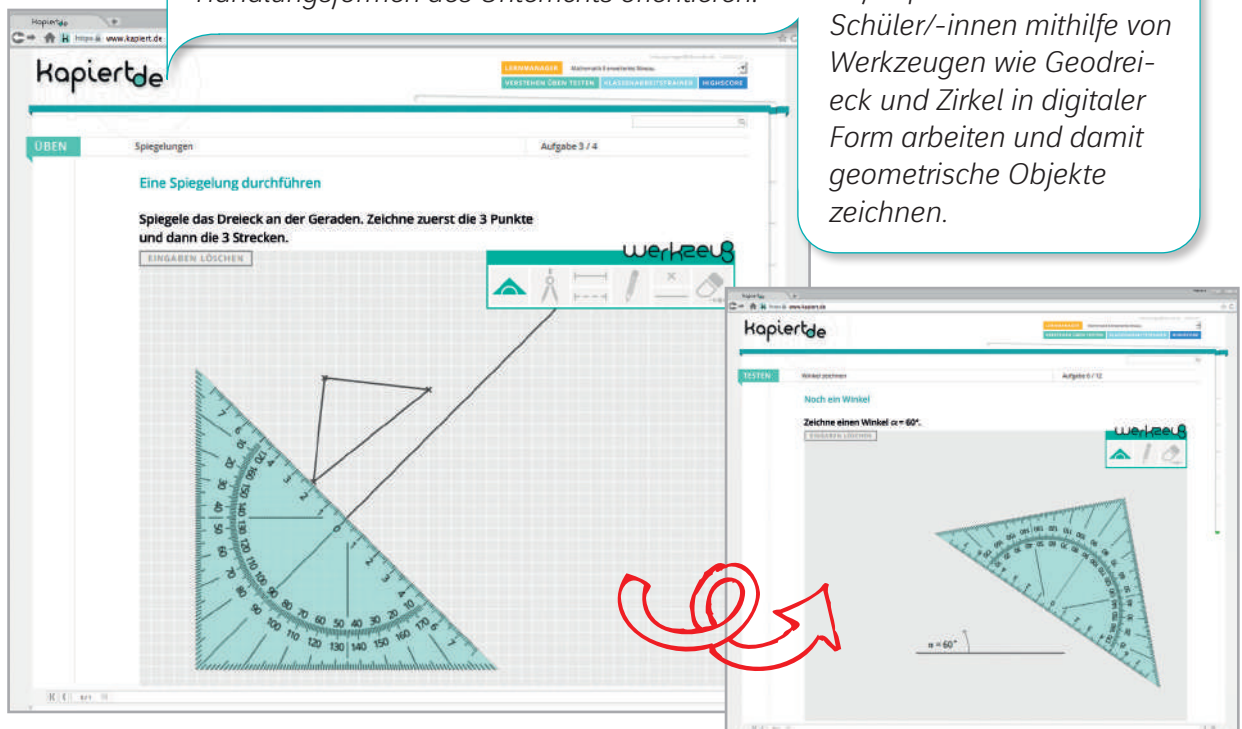 Handlungsformen des Unterrichts orientieren.
Schüler/-innen mithilfe von
Werkzeugen wie Geodrei-
eck und Zirkel in digitaler
Form arbeiten und damit
geometrische Objekte
zeichnen.
www.kapiert.de
kapiert.de
LERNMANAGER
VERSTEHEN ÜBEN TESTEN
KLASSENARBEITSTRAINER
HIGHSCORE
ÜBEN
Spiegelungen
Aufgabe 3 / 4
Eine Spiegelung durchführen
Spiegele das Dreieck an der Geraden. Zeichne zuerst die 3 Punkte
und dann die 3 Strecken.
EINGABEN LÖSCHEN
werkzeug
www.kapiert.de
kapiert.de
TESTEN
Winkel zeichnen
Aufgabe 6 / 12
Noch ein Winkel
Zeichne einen Winkel α = 60°.
EINGABEN LÖSCHEN
werkzeug
α = 60°